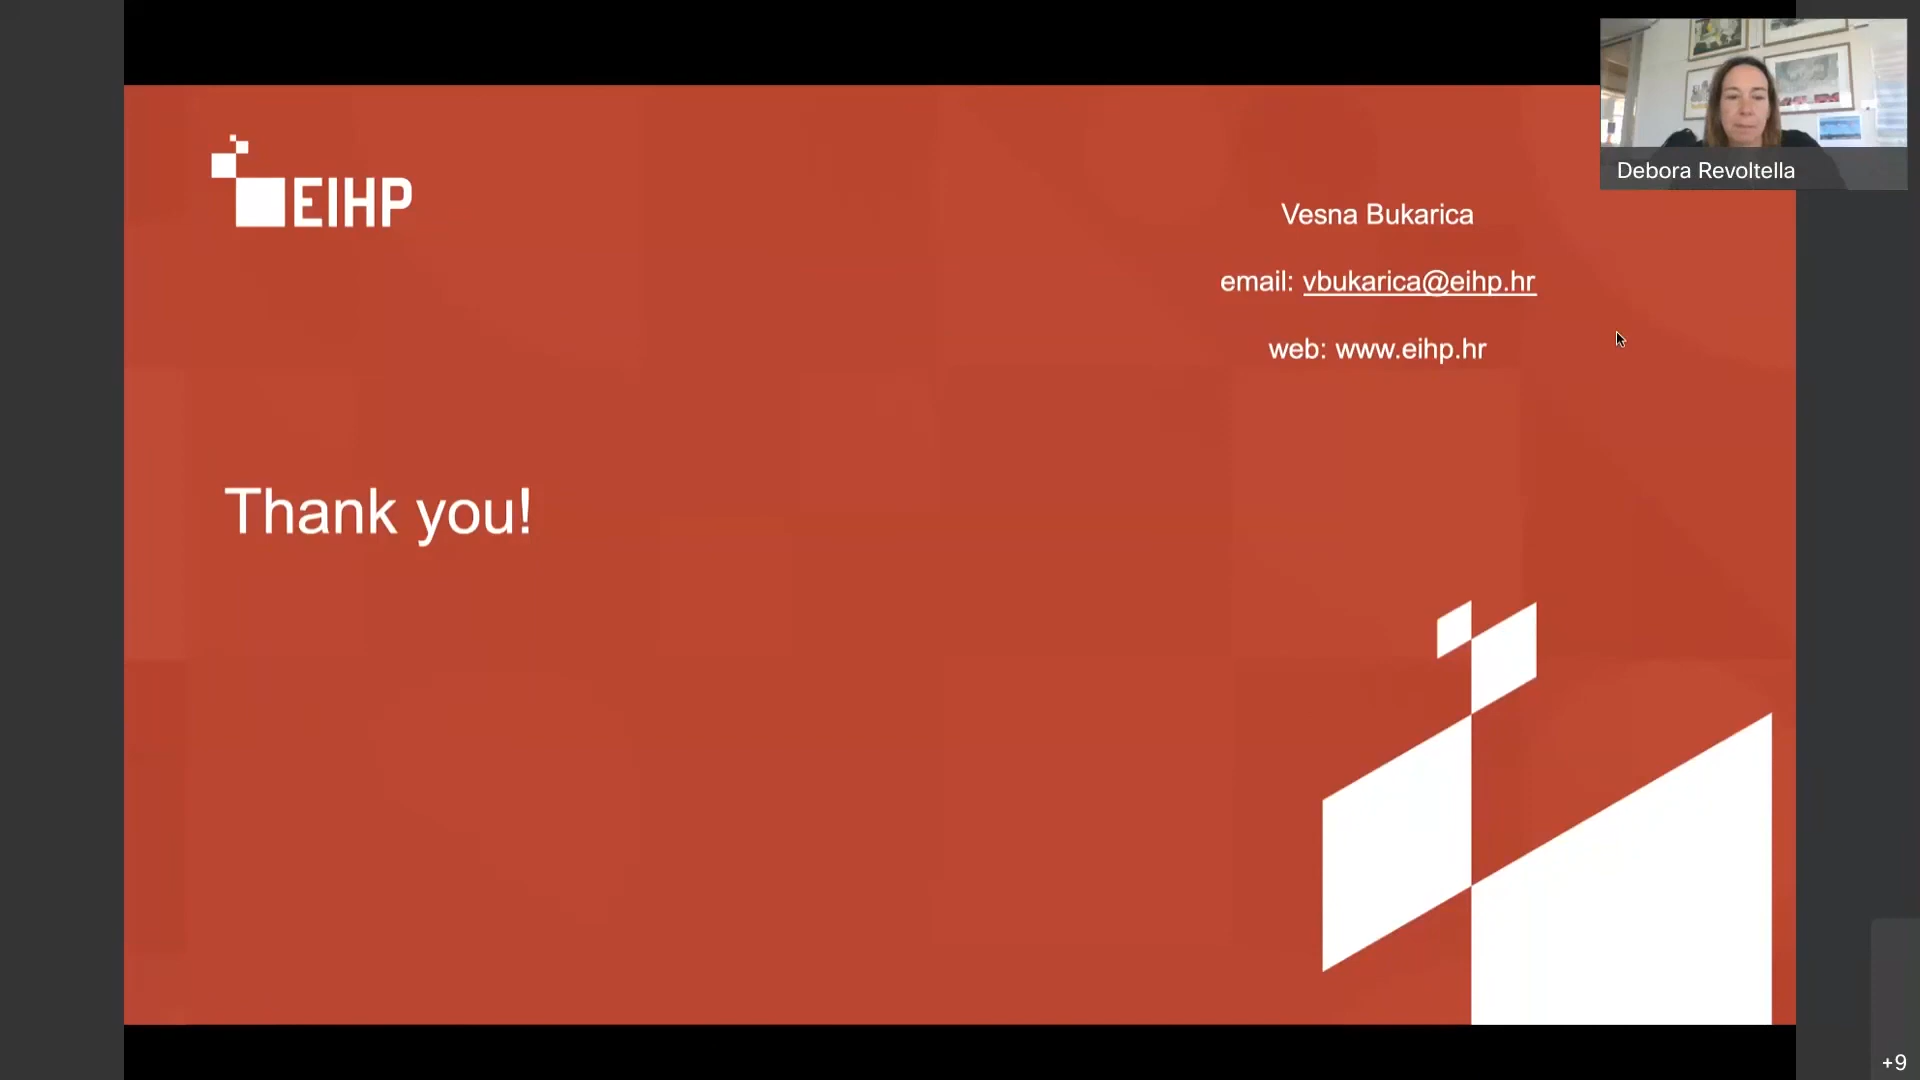 EIHP
Debora Revoltella
Vesna Bukarica
email: vbukarica@eihp.hr
web: www.eihp.hr
Thank you!
+9